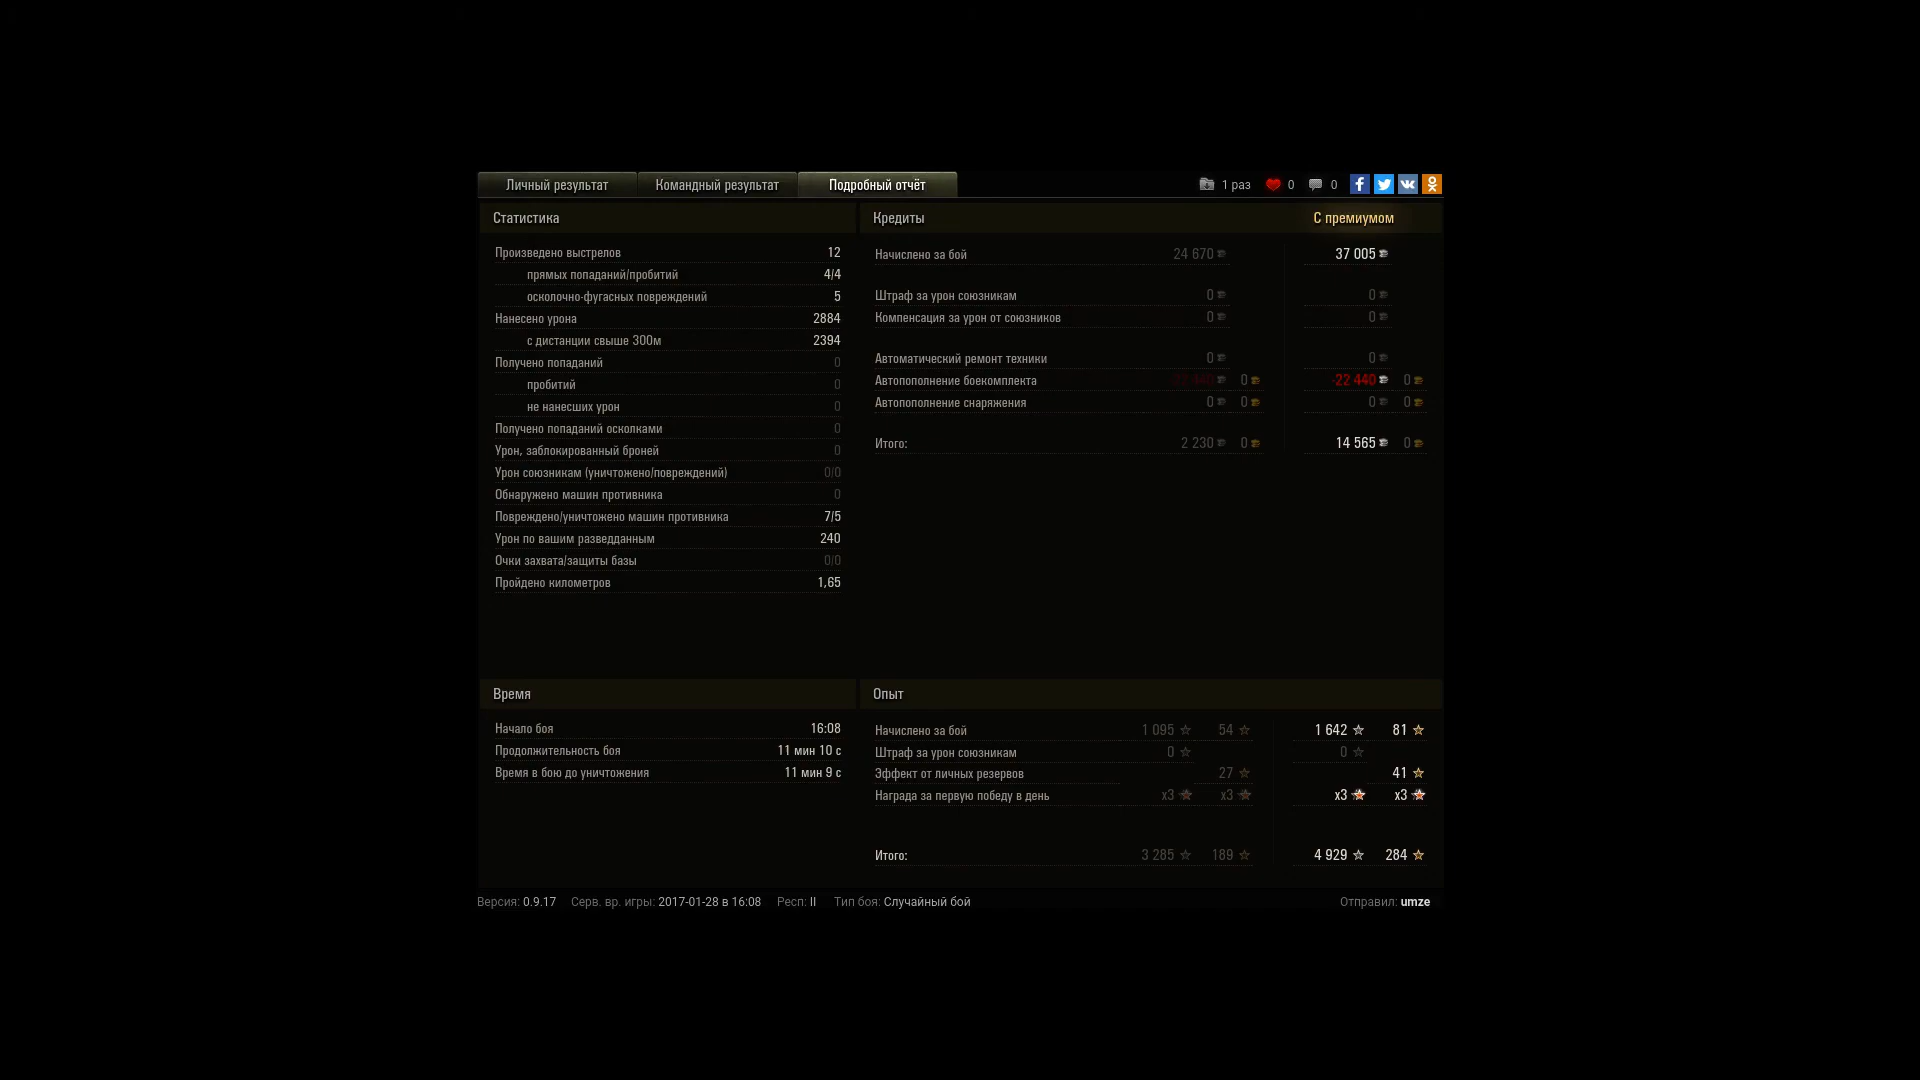 Личный результат Командный результат Подробный отчёт 1 раз 0 0
Статистика
Произведено выстрелов 12
прямых попаданий/пробитий 4/4
осколочно-фугасных повреждений 5
Нанесено урона 2884
с дистанции свыше 300м 2394
Получено попаданий 0
пробитий 0
не нанесших урон 0
Получено попаданий осколками 0
Урон, заблокированный броней 0
Урон союзникам (уничтожено/повреждений) 0/0
Обнаружено машин противника 0
Повреждено/уничтожено машин противника 7/5
Урон по вашим разведданным 240
Очки захвата/защиты базы 0/0
Пройдено километров 1,65
Кредиты С премиумом
Начислено за бой 24 670 37 005
Штраф за урон союзникам 0 0
Компенсация за урон от союзников 0 0
Автоматический ремонт техники 0 0
Автопополнение боекомплекта -22 440 0 -22 440 0
Автопополнение снаряжения 0 0 0 0
Итого: 2 230 0 14 565 0
Время
Начало боя 16:08
Продолжительность боя 11 мин 10 с
Время в бою до уничтожения 11 мин 9 с
Опыт
Начислено за бой 1 095 54 1 642 81
Штраф за урон союзникам 0 0
Эффект от личных резервов 27 41
Награда за первую победу в день x3 x3 x3 x3
Итого: 3 285 189 4 929 284
Версия: 0.9.17 Серв. вр. игры: 2017-01-28 в 16:08 Респ: II Тип боя: Случайный бой Отправил: umze